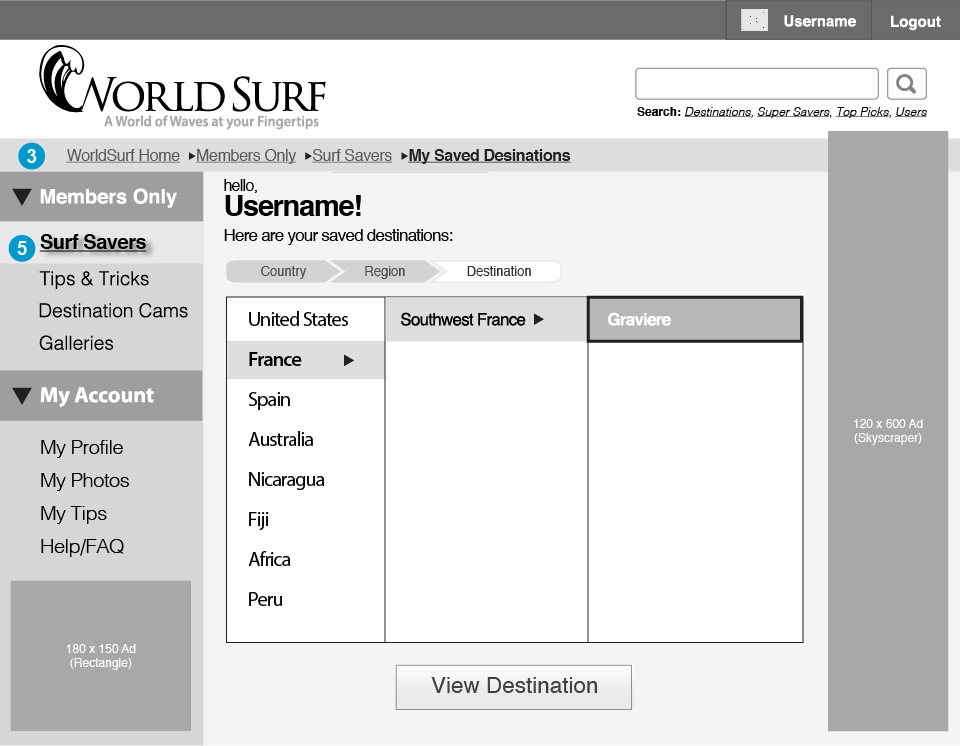 Username
Logout
WORLD SURF
A World of Waves at your Fingertips
Search: Destinations, Super Savers, Top Picks, Users
3
WorldSurf Home ▸Members Only ▸Surf Savers ▸My Saved Desinations
Members Only
5
Surf Savers
Tips & Tricks
Destination Cams
Galleries
My Account
My Profile
My Photos
My Tips
Help/FAQ
180 x 150 Ad
(Rectangle)
hello,
Username!
Here are your saved destinations:
Country
Region
Destination
United States
France
Spain
Australia
Nicaragua
Fiji
Africa
Peru
Southwest France
Graviere
View Destination
120 x 600 Ad
(Skyscraper)